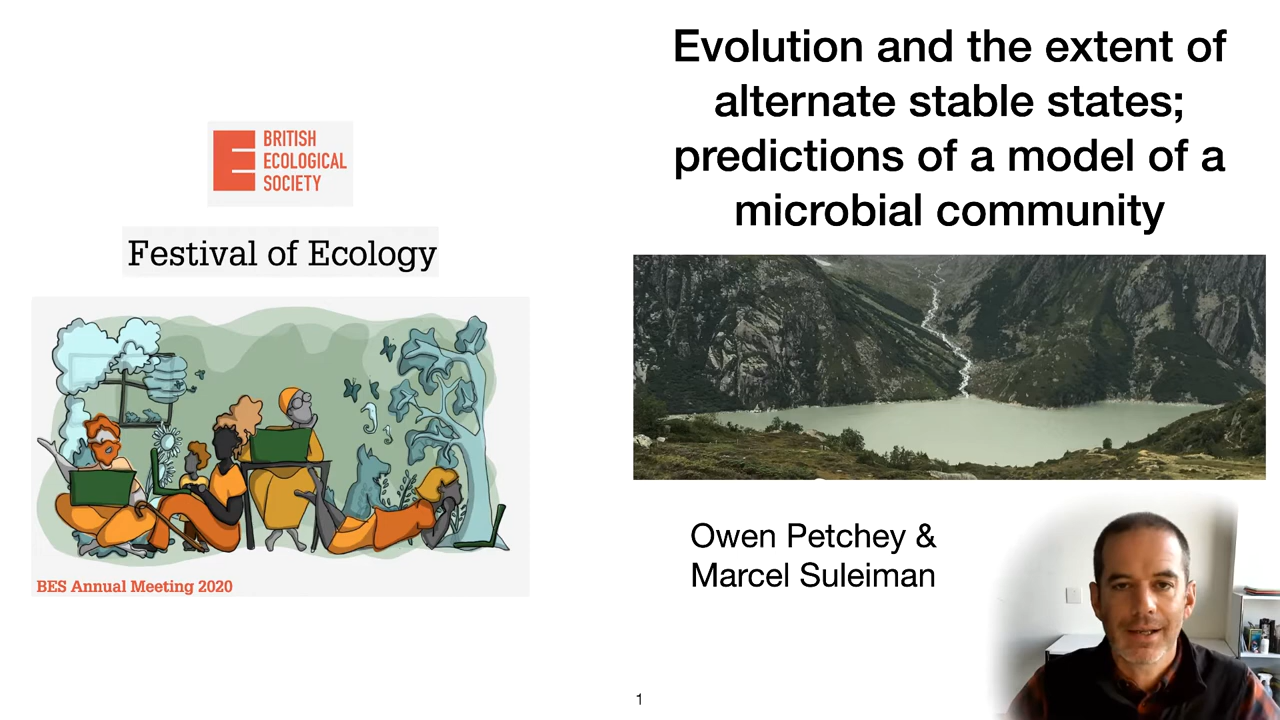 BRITISH
ECOLOGICAL
SOCIETY
Festival of Ecology
BES Annual Meeting 2020
Evolution and the extent of
alternate stable states;
predictions of a model of a
microbial community
Owen Petchey &
Marcel Suleiman
1